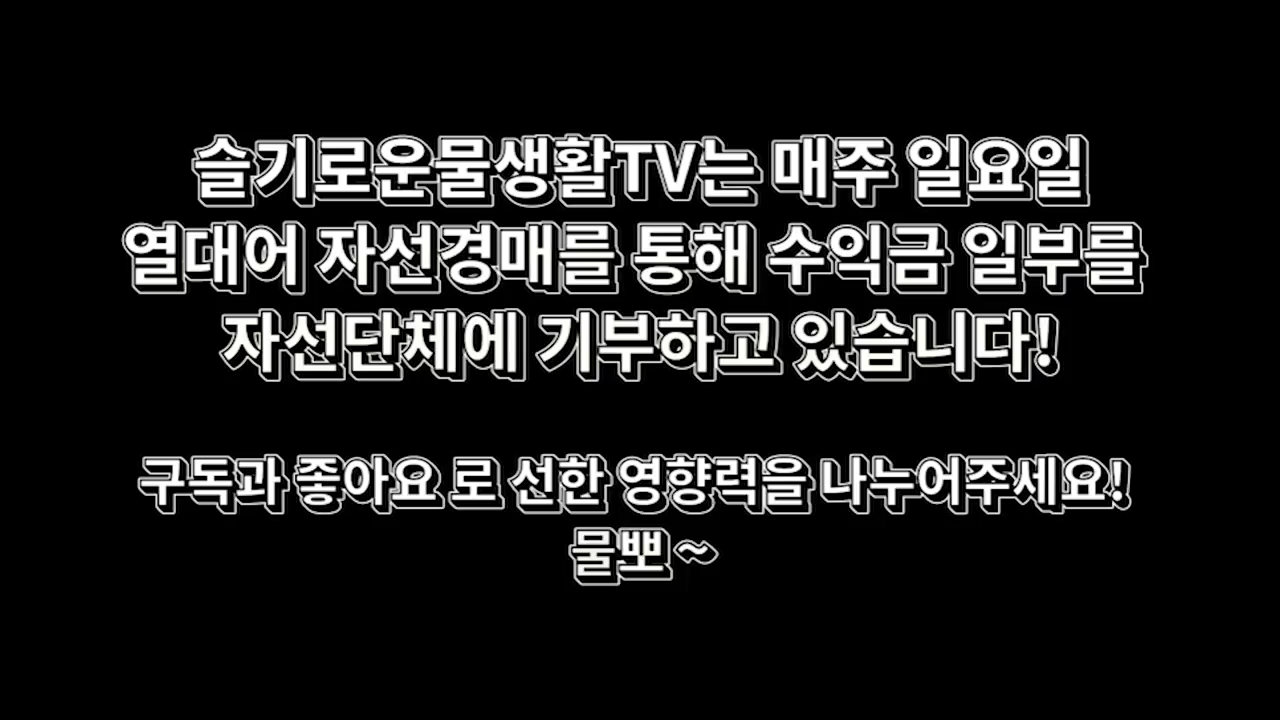 슬기로운물생활TV는 매주 일요일
열대어 자선경매를 통해 수익금 일부를
자선단체에 기부하고 있습니다!
구독과 좋아요 로 선한 영향력을 나누어주세요!
물뽀~